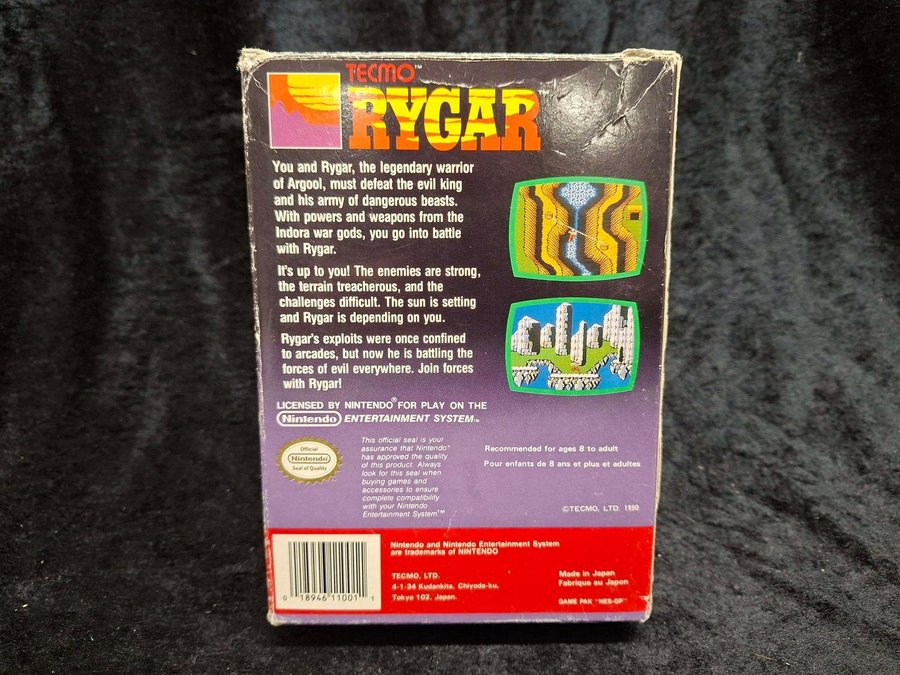 TECMO™
RYGAR™
You and Rygar, the legendary warrior
of Argool, must defeat the evil king
and his army of dangerous beasts.
With powers and weapons from the
Indora war gods, you go into battle
with Rygar.
It's up to you! The enemies are strong,
the terrain treacherous, and the
challenges difficult. The sun is setting
and Rygar is depending on you.
Rygar's exploits were once confined
to arcades, but now he is battling the
forces of evil everywhere. Join forces
with Rygar!
LICENSED BY NINTENDO® FOR PLAY ON THE
Nintendo ENTERTAINMENT SYSTEM™
Official
Nintendo
Seal of Quality
This official seal is your
assurance that Nintendo®
has approved the quality
of this product. Always
look for this seal when
buying games and
accessories to ensure
complete compatibility
with your Nintendo
Entertainment System.™
Recommended for ages 8 to adult
Pour enfants de 8 ans et plus et adultes
©TECMO, LTD. 1990
Nintendo and Nintendo Entertainment System
are trademarks of NINTENDO
TECMO, LTD.
4-1-34 Kudankita, Chiyoda-ku,
Tokyo 102, Japan.
Made in Japan
Fabrique au Japon
GAME PAK "NES-GP"
0 18946 11001 1